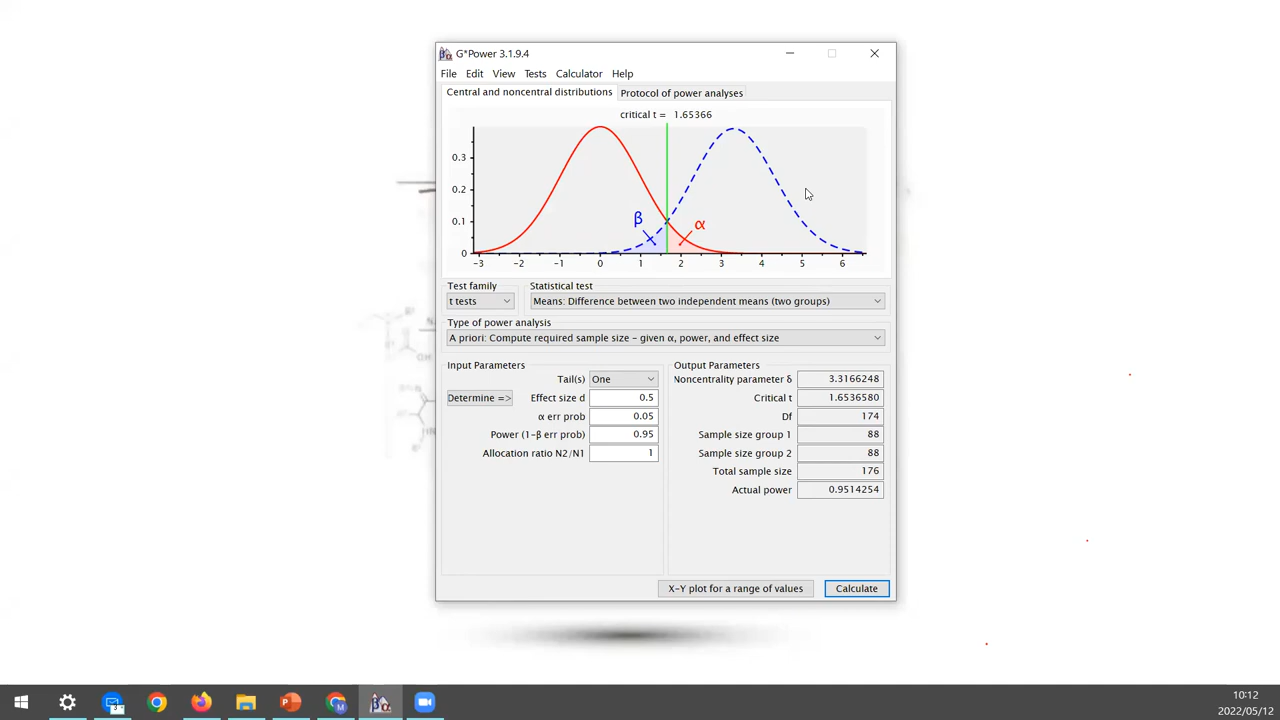 G*Power 3.1.9.4
File Edit View Tests Calculator Help
Central and noncentral distributions Protocol of power analyses
critical t = 1.65366
0.3
0.2
0.1
0
β
α
-3 -2 -1 0 1 2 3 4 5 6
Test family Statistical test
t tests Means: Difference between two independent means (two groups)
Type of power analysis
A priori: Compute required sample size – given α, power, and effect size
Input Parameters Output Parameters
Tail(s) One Noncentrality parameter δ 3.3166248
Determine => Effect size d 0.5 Critical t 1.6536580
α err prob 0.05 Df 174
Power (1-β err prob) 0.95 Sample size group 1 88
Allocation ratio N2/N1 1 Sample size group 2 88
Total sample size 176
Actual power 0.9514254
X-Y plot for a range of values Calculate
10:12
2022/05/12